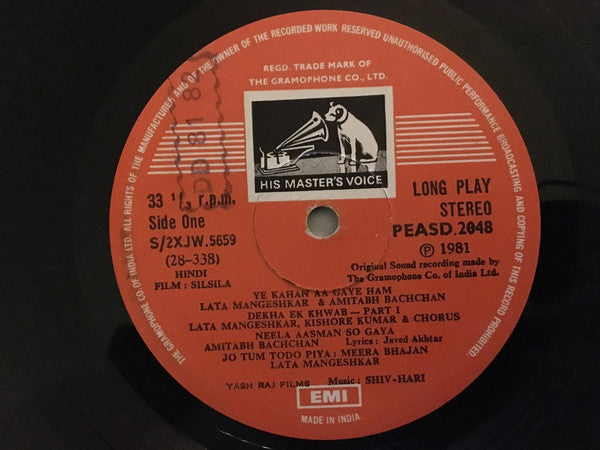 ALL RIGHTS OF THE MANUFACTURER AND OF THE OWNER OF THE RECORDED WORK RESERVED UNAUTHORISED PUBLIC PERFORMANCE BROADCASTING AND COPYING OF THIS RECORD PROHIBITED
THE GRAMOPHONE CO. OF INDIA LTD.
REGD. TRADE MARK OF
THE GRAMOPHONE CO., LTD.
HIS MASTER'S VOICE
33 1/3 r.p.m.
Side One
S/2XJW.5659
(28-338)
HINDI
FILM : SILSILA
LONG PLAY
STEREO
PEASD.2048
℗ 1981
Original Sound recording made by
The Gramophone Co. of India Ltd.
YE KAHAN AA GAYE HAM
LATA MANGESHKAR & AMITABH BACHCHAN
DEKHA EK KHWAB — PART I
LATA MANGESHKAR, KISHORE KUMAR & CHORUS
NEELA AASMAN SO GAYA
AMITABH BACHCHAN Lyrics : Javed Akhtar
JO TUM TODO PIYA : MEERA BHAJAN
LATA MANGESHKAR
YASH RAJ FILMS Music : SHIV-HARI
EMI
MADE IN INDIA.